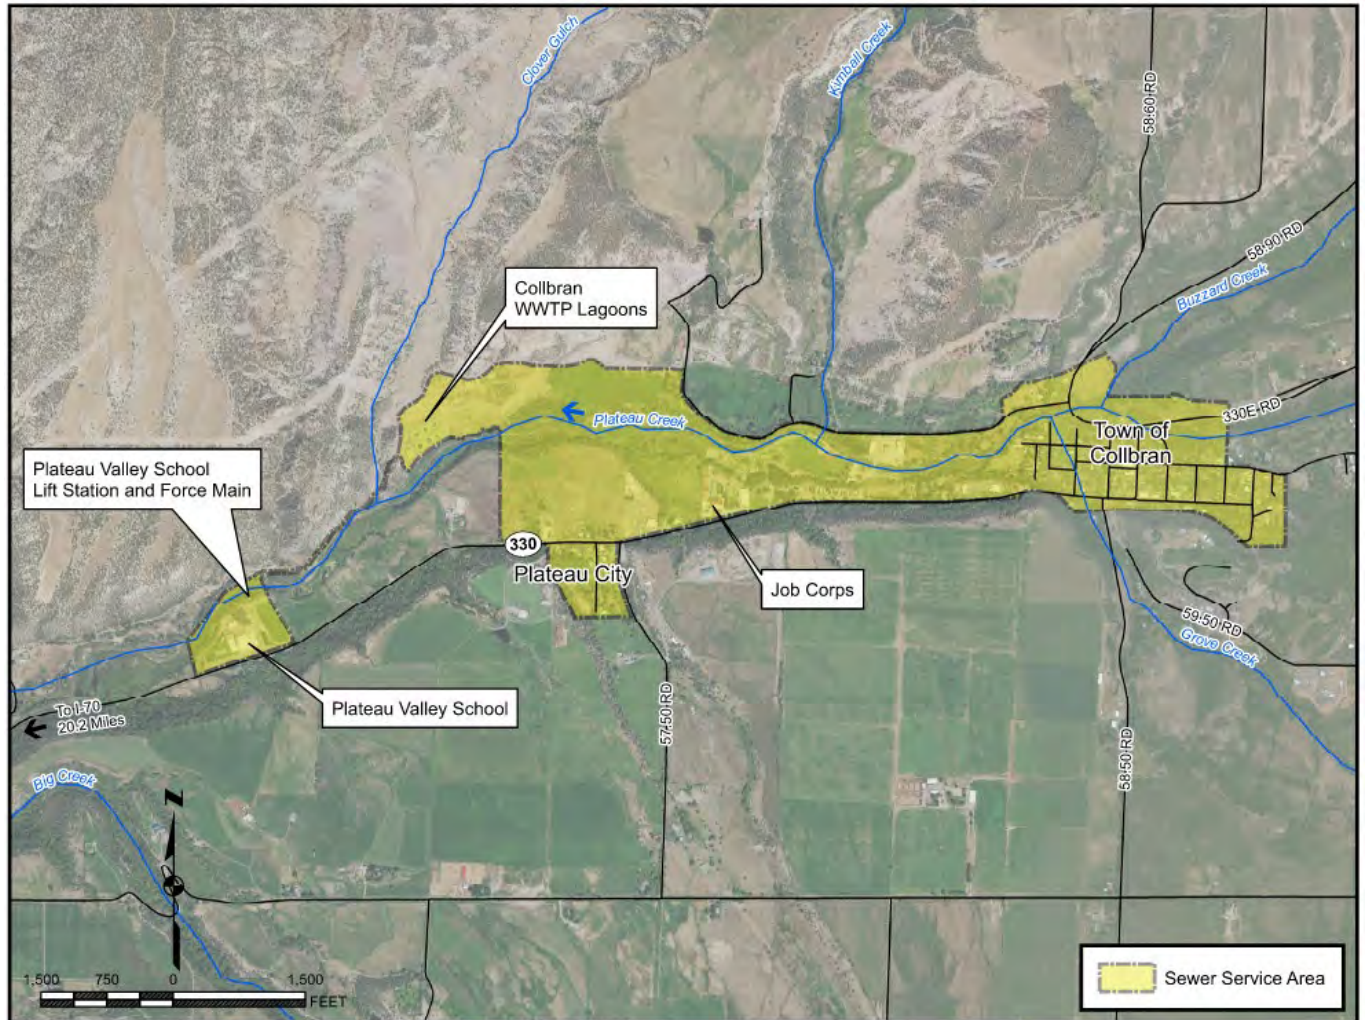 Clover Gulch
Kimball Creek
58·60 RD
58·90 RD
Buzzard Creek
Collbran
WWTP Lagoons
Plateau Creek
330E RD
Town of
Collbran
Plateau Valley School
Lift Station and Force Main
330
Plateau City
Job Corps
59·50 RD
Grove Creek
Plateau Valley School
To I-70
20.2 Miles
57·50 RD
58·50 RD
Big Creek
N
1,500 750 0 1,500
FEET
Sewer Service Area